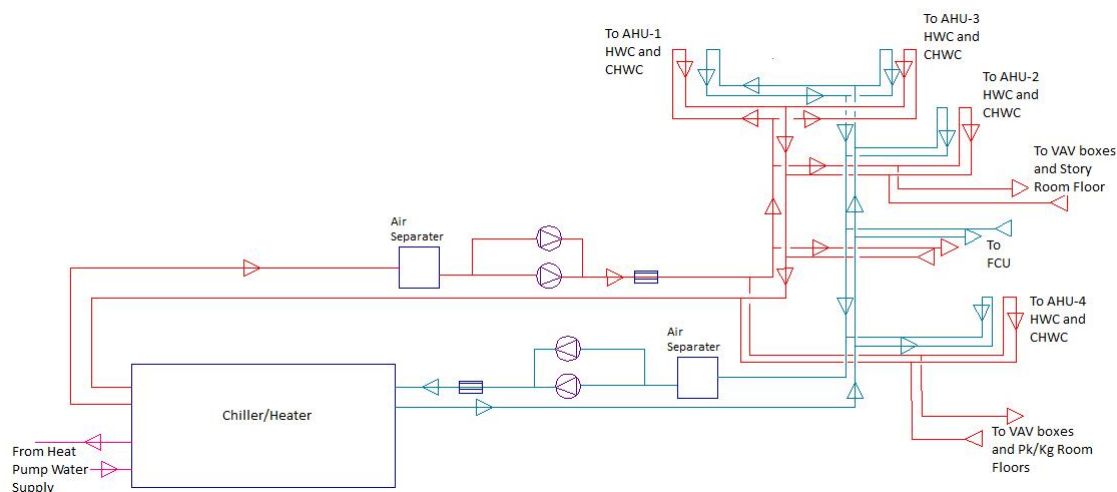 To AHU-1
HWC and
CHWC
To AHU-3
HWC and
CHWC
To AHU-2
HWC and
CHWC
To VAV boxes
and Story
Room Floor
Air
Separater
To
FCU
To AHU-4
HWC and
CHWC
Air
Separater
Chiller/Heater
From Heat
Pump Water
Supply
To VAV boxes
and Pk/Kg Room
Floors